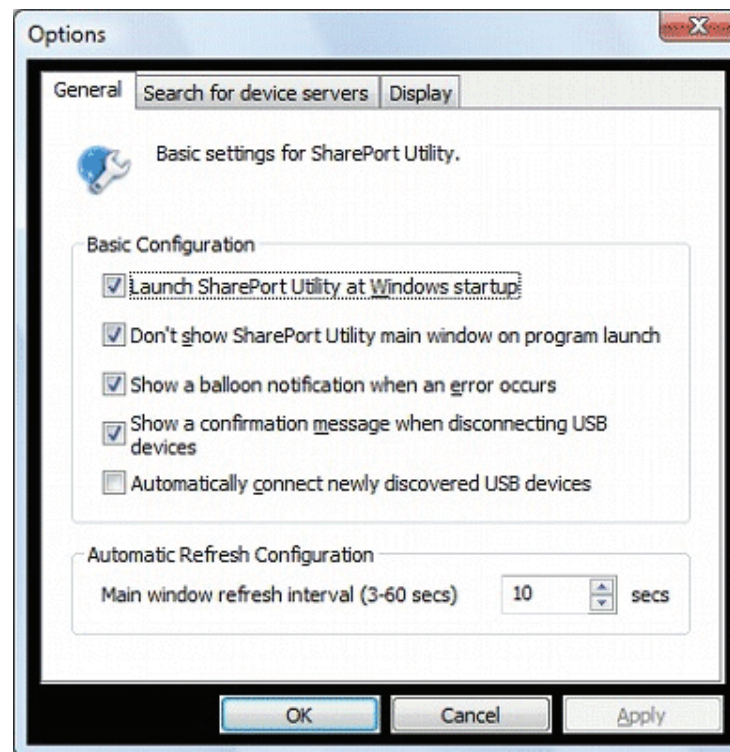 Options
X
General Search for device servers Display
Basic settings for SharePort Utility.
Basic Configuration
Launch SharePort Utility at Windows startup
Don't show SharePort Utility main window on program launch
Show a balloon notification when an error occurs
Show a confirmation message when disconnecting USB
devices
Automatically connect newly discovered USB devices
Automatic Refresh Configuration
Main window refresh interval (3-60 secs) 10 secs
OK Cancel Apply